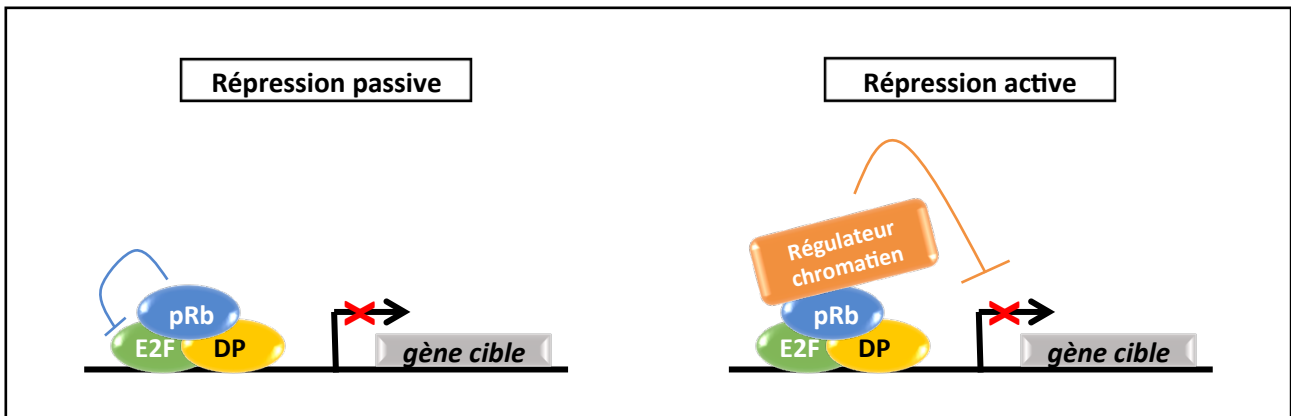 Répression passive
pRb
E2F
DP
gène cible
Répression active
Régulateur
chromatien
pRb
E2F
DP
gène cible